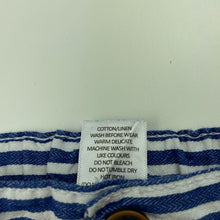 COTTON/LINEN
WASH BEFORE WEAR
WARM DELICATE
MACHINE WASH WITH
LIKE COLOURS
DO NOT BLEACH
DO NOT TUMBLE DRY
HOT IRON